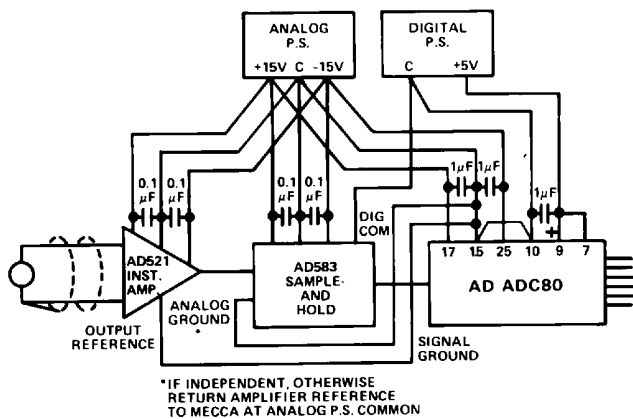 ANALOG
P.S.
+15V C -15V
DIGITAL
P.S.
C +5V
0.1
µF
0.1
µF
0.1
µF
0.1
µF
1µF
1µF
1µF
+
DIG
COM
17 15 25 10 9 7
AD521
INST.
AMP.
AD583
SAMPLE-
AND
HOLD
AD ADC80
ANALOG
GROUND
*
OUTPUT
REFERENCE
SIGNAL
GROUND
*IF INDEPENDENT, OTHERWISE
RETURN AMPLIFIER REFERENCE
TO MECCA AT ANALOG P.S. COMMON